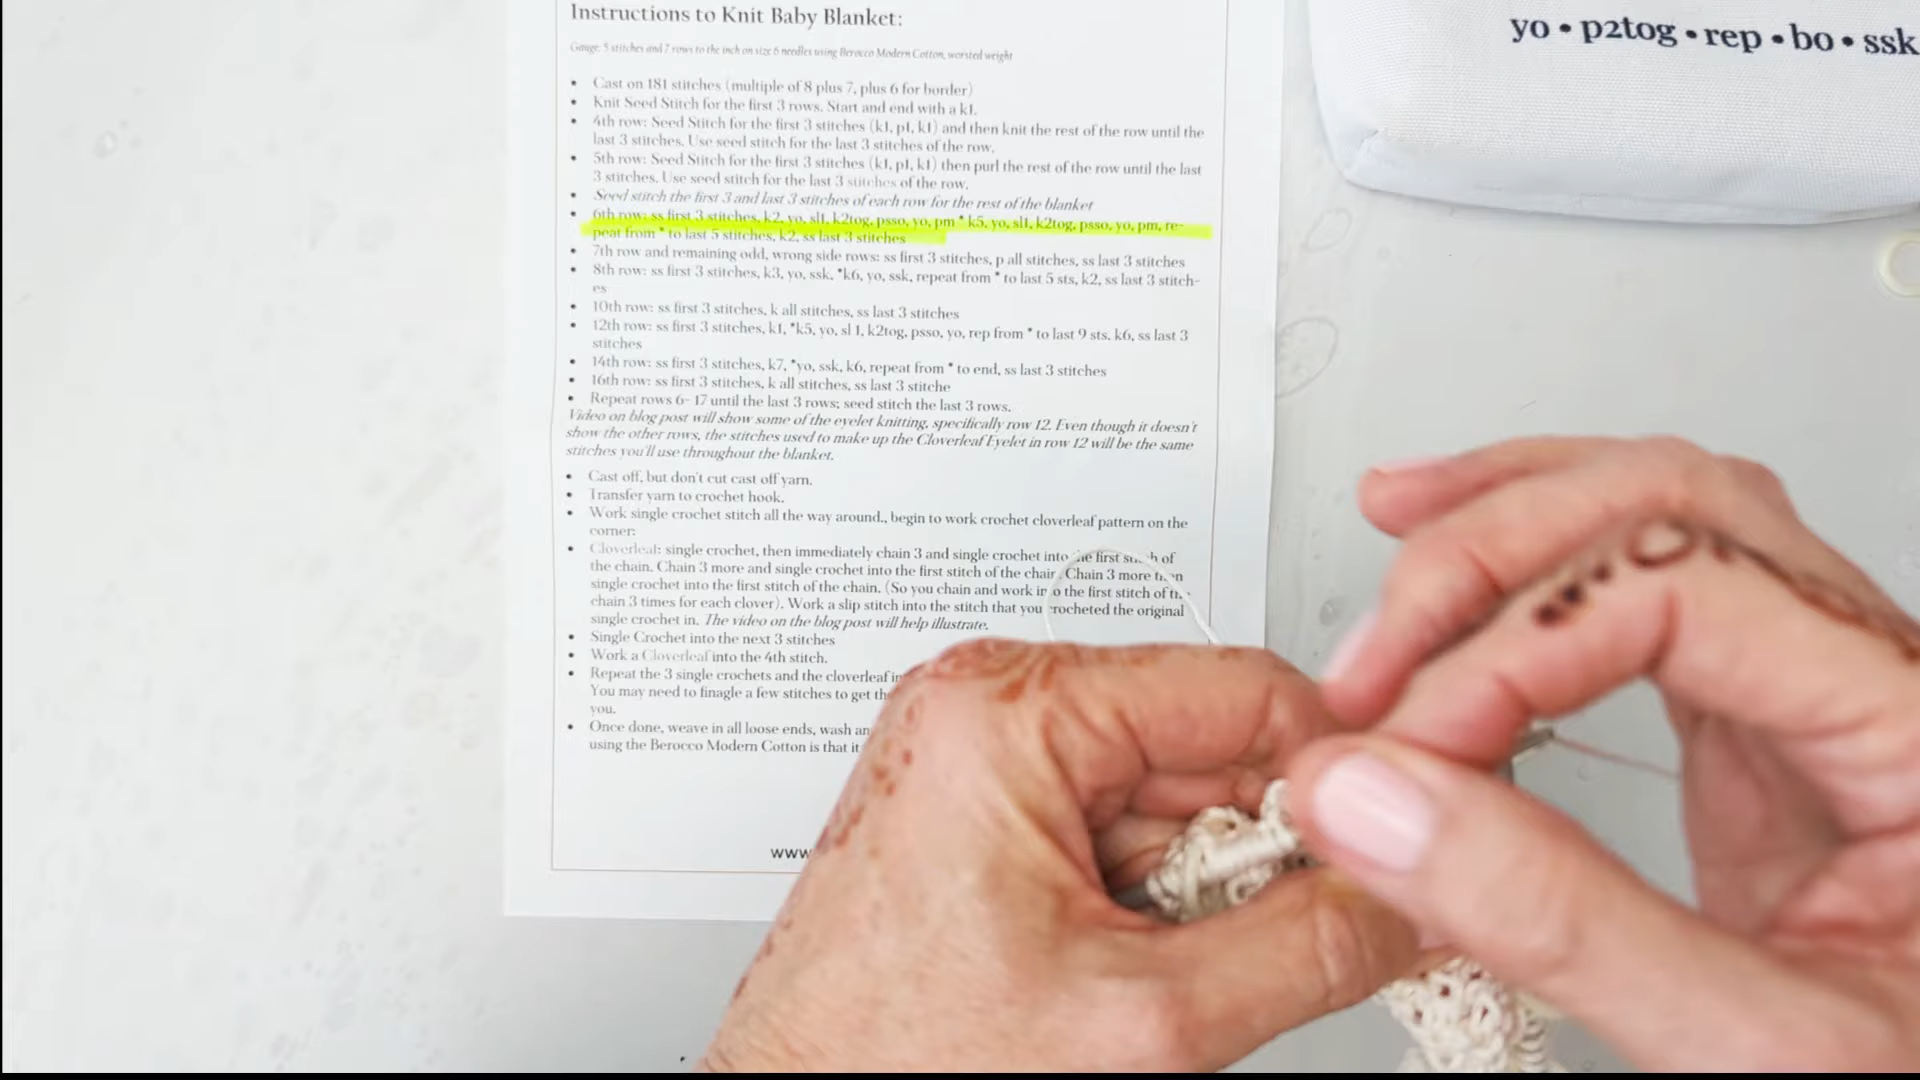 Instructions to Knit Baby Blanket:
yo • p2tog • rep • bo • ssk
Gauge: 5 stitches and 7 rows to the inch on size 6 needles using Berocco Modern Cotton, worsted weight
• Cast on 181 stitches (multiple of 8 plus 7, plus 6 for border)
• Knit Seed Stitch for the first 3 rows. Start and end with a k1.
• 4th row: Seed Stitch for the first 3 stitches (k1, p1, k1) and then knit the rest of the row until the
last 3 stitches. Use seed stitch for the last 3 stitches of the row.
• 5th row: Seed Stitch for the first 3 stitches (k1, p1, k1) then purl the rest of the row until the last
3 stitches. Use seed stitch for the last 3 stitches of the row.
• Seed stitch the first 3 and last 3 stitches of each row for the rest of the blanket
• 6th row: ss first 3 stitches, k2, yo, sl1, k2tog, psso, yo, pm * k5, yo, sl1, k2tog, psso, yo, pm, re-
peat from * to last 5 stitches, k2, ss last 3 stitches
• 7th row and remaining odd, wrong side rows: ss first 3 stitches, p all stitches, ss last 3 stitches
• 8th row: ss first 3 stitches, k3, yo, ssk, *k6, yo, ssk, repeat from * to last 5 sts, k2, ss last 3 stitch-
es
• 10th row: ss first 3 stitches, k all stitches, ss last 3 stitches
• 12th row: ss first 3 stitches, k1, *k5, yo, sl 1, k2tog, psso, yo, rep from * to last 9 sts. k6, ss last 3
stitches
• 14th row: ss first 3 stitches, k7, *yo, ssk, k6, repeat from * to end, ss last 3 stitches
• 16th row: ss first 3 stitches, k all stitches, ss last 3 stitche
• Repeat rows 6- 17 until the last 3 rows; seed stitch the last 3 rows.
Video on blog post will show some of the eyelet knitting, specifically row 12. Even though it doesn't
show the other rows, the stitches used to make up the Cloverleaf Eyelet in row 12 will be the same
stitches you'll use throughout the blanket.
• Cast off, but don't cut cast off yarn.
• Transfer yarn to crochet hook.
• Work single crochet stitch all the way around., begin to work crochet cloverleaf pattern on the
corner:
• Cloverleaf: single crochet, then immediately chain 3 and single crochet into the first of
the chain. Chain 3 more and single crochet into the first stitch of the chain. Chain 3 more then
single crochet into the first stitch of the chain. (So you chain and work into the first stitch of the
chain 3 times for each clover). Work a slip stitch into the stitch that you crocheted the original
single crochet in. The video on the blog post will help illustrate.
• Single Crochet into the next 3 stitches
• Work a Cloverleaf into the 4th stitch.
• Repeat the 3 single crochets and the cloverleaf
You may need to finagle a few stitches to get
you.
• Once done, weave in all loose ends, wash
using the Berocco Modern Cotton is that it
www